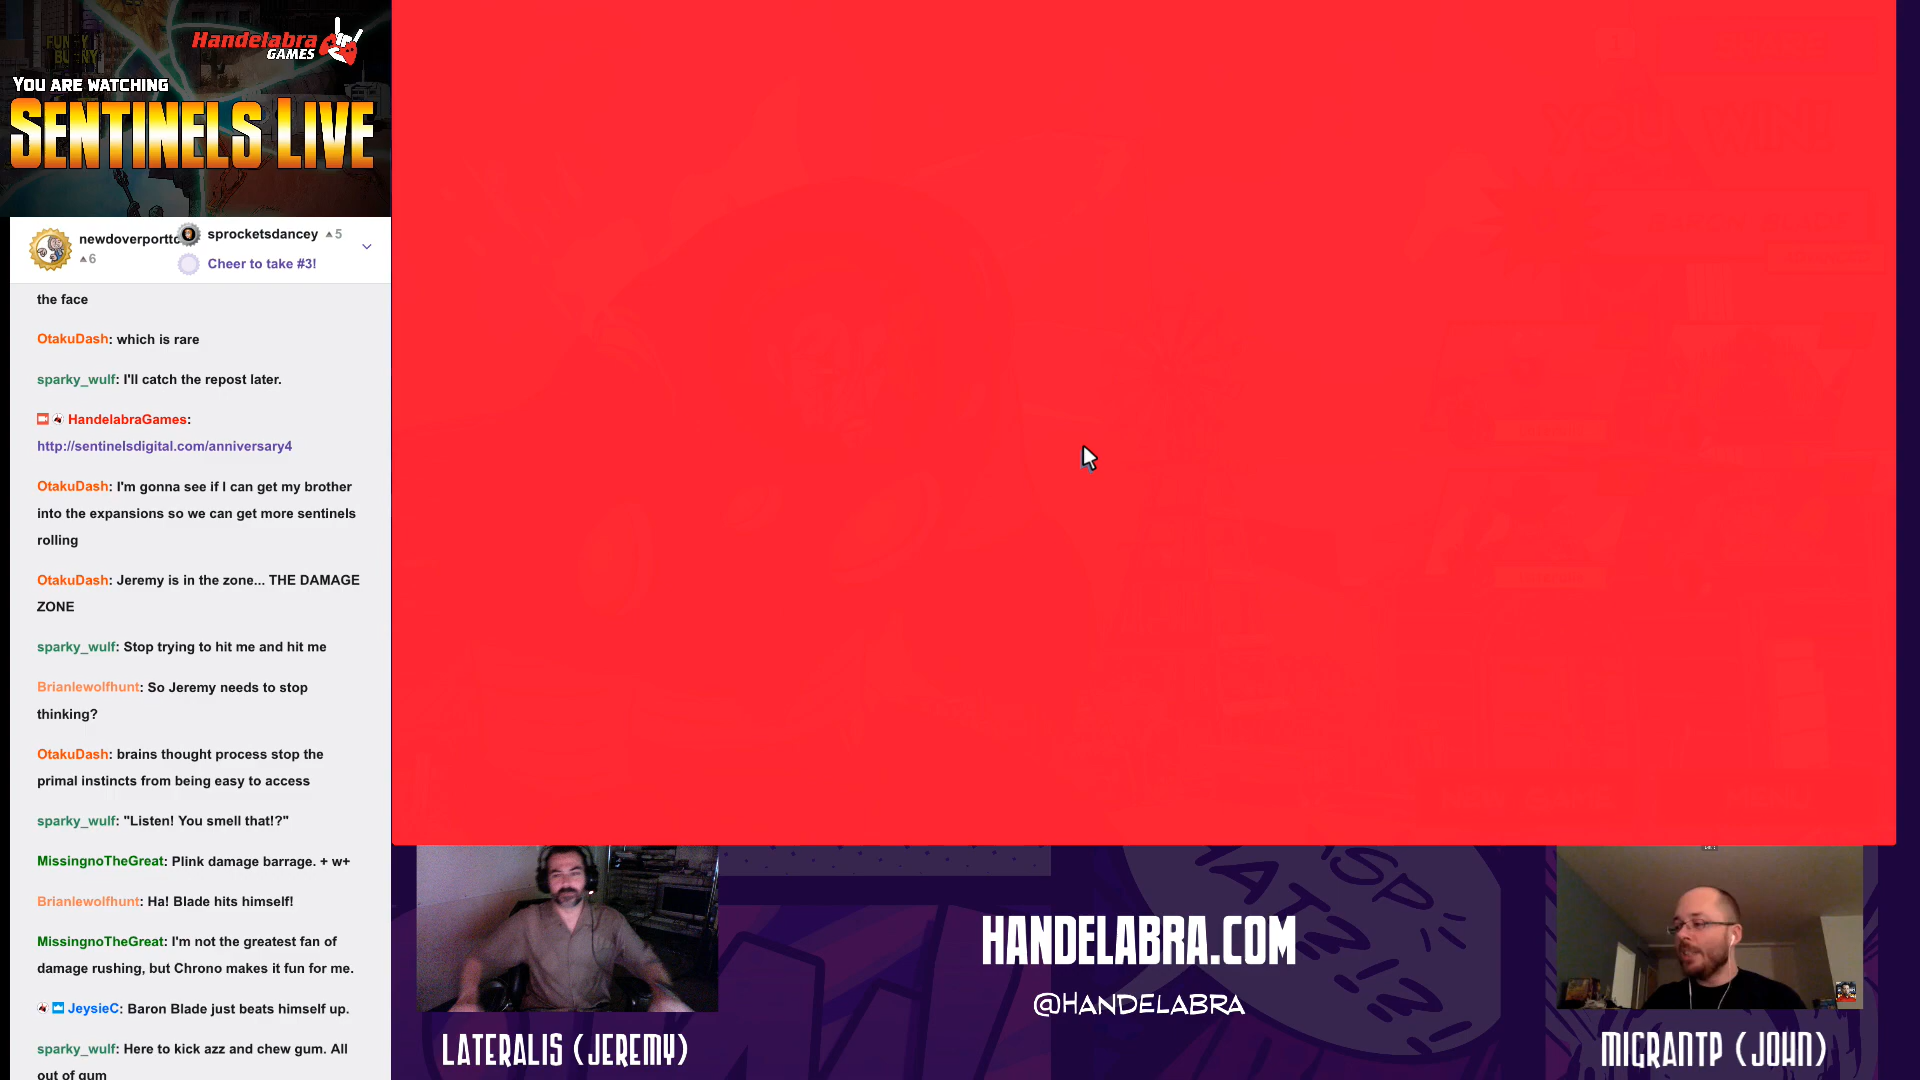 FUNKY
BUNNY
Handelabra
GAMES
YOU ARE WATCHING
SENTINELS LIVE
newdoverportto
▲6
sprocketsdancey ▲5
Cheer to take #3!
the face
OtakuDash: which is rare
sparky_wulf: I'll catch the repost later.
HandelabraGames:
http://sentinelsdigital.com/anniversary4
OtakuDash: I'm gonna see if I can get my brother
into the expansions so we can get more sentinels
rolling
OtakuDash: Jeremy is in the zone... THE DAMAGE
ZONE
sparky_wulf: Stop trying to hit me and hit me
Brianlewolfhunt: So Jeremy needs to stop
thinking?
OtakuDash: brains thought process stop the
primal instincts from being easy to access
sparky_wulf: "Listen! You smell that!?"
MissingnoTheGreat: Plink damage barrage. + w+
Brianlewolfhunt: Ha! Blade hits himself!
MissingnoTheGreat: I'm not the greatest fan of
damage rushing, but Chrono makes it fun for me.
JeysieC: Baron Blade just beats himself up.
sparky_wulf: Here to kick azz and chew gum. All
out of gum
YOU WIN!
HANDELABRA.COM
@HANDELABRA
LATERALIS (JEREMY)
MIGRANTP (JOHN)